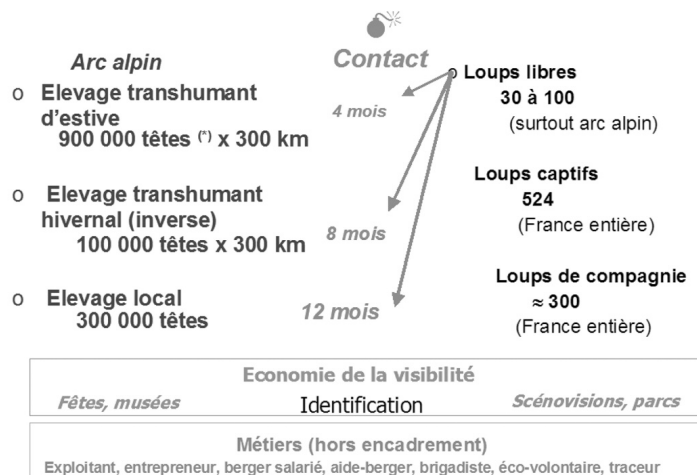 Arc alpin
Contact
o Elevage transhumant
d'estive
900 000 têtes (*) x 300 km
4 mois
o Loups libres
30 à 100
(surtout arc alpin)
o Elevage transhumant
hivernal (inverse)
100 000 têtes x 300 km
8 mois
Loups captifs
524
(France entière)
o Elevage local
300 000 têtes
12 mois
Loups de compagnie
≈ 300
(France entière)
Economie de la visibilité
Fêtes, musées Identification Scénovisions, parcs
Métiers (hors encadrement)
Exploitant, entrepreneur, berger salarié, aide-berger, brigadiste, éco-volontaire, traceur